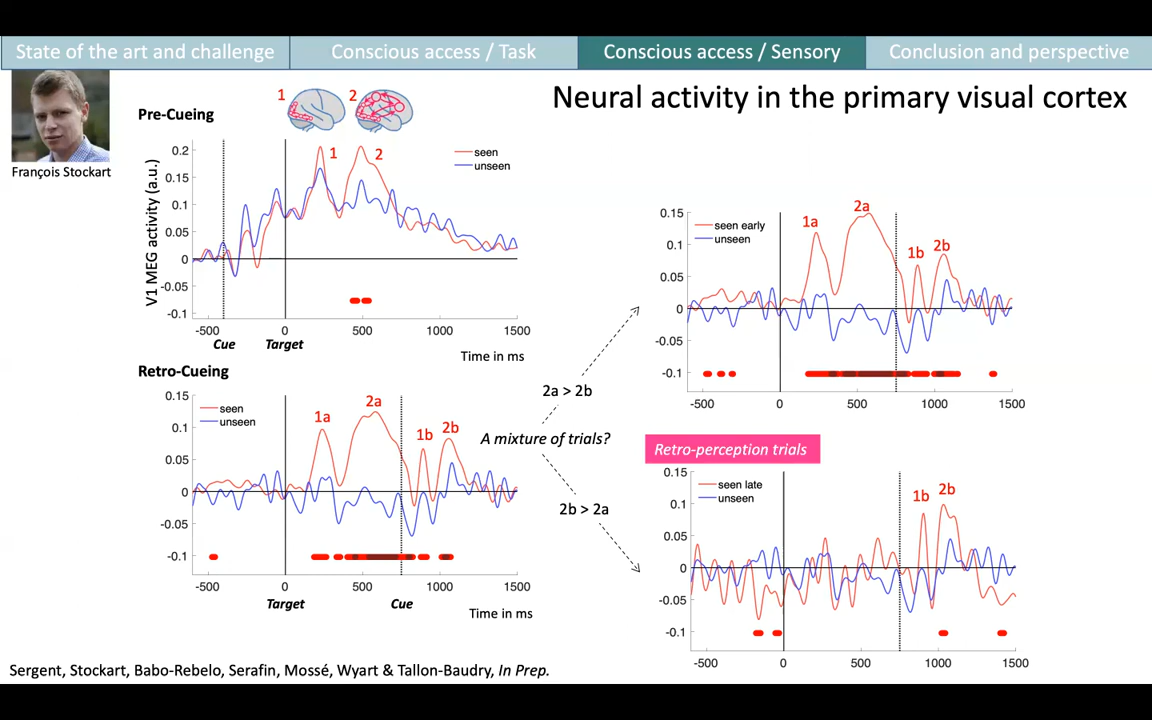 State of the art and challenge
Conscious access / Task
Conscious access / Sensory
Conclusion and perspective
François Stockart
Neural activity in the primary visual cortex
Pre-Cueing
1
2
V1 MEG activity (a.u.)
0.2
0.15
0.1
0.05
0
-0.05
-0.1
1
2
seen
unseen
-500
0
500
1000
1500
Cue
Target
Time in ms
Retro-Cueing
0.15
0.1
0.05
0
-0.05
-0.1
seen
unseen
1a
2a
1b
2b
-500
0
500
1000
1500
Target
Cue
Time in ms
2a > 2b
A mixture of trials?
2b > 2a
0.15
0.1
0.05
0
-0.05
-0.1
seen early
unseen
1a
2a
1b
2b
-500
0
500
1000
1500
Retro-perception trials
0.15
0.1
0.05
0
-0.05
-0.1
seen late
unseen
1b
2b
-500
0
500
1000
1500
Sergent, Stockart, Babo-Rebelo, Serafin, Mossé, Wyart & Tallon-Baudry, In Prep.